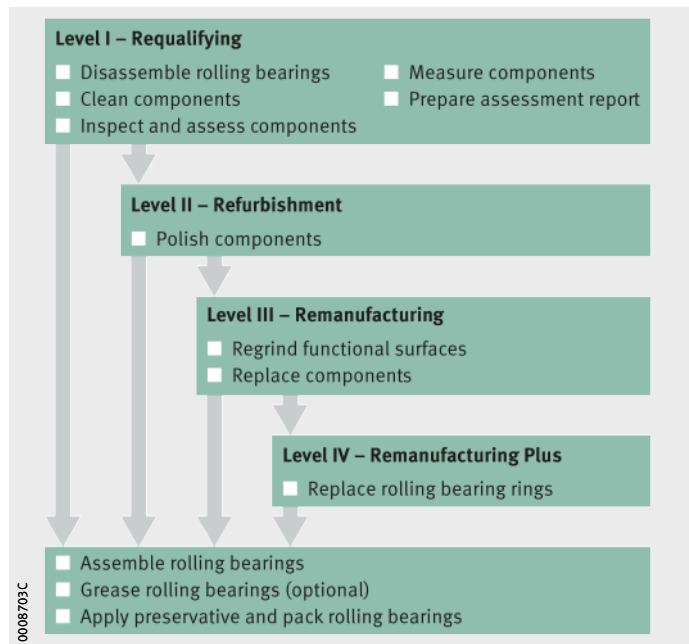 Level I – Requalifying
Disassemble rolling bearings
Clean components
Inspect and assess components
Measure components
Prepare assessment report
Level II – Refurbishment
Polish components
Level III – Remanufacturing
Regrind functional surfaces
Replace components
Level IV – Remanufacturing Plus
Replace rolling bearing rings
Assemble rolling bearings
Grease rolling bearings (optional)
Apply preservative and pack rolling bearings
0008703C